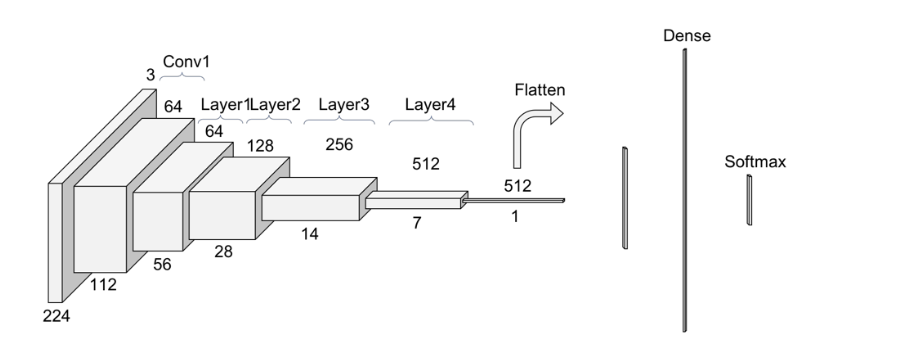 Dense
Conv1
3
Flatten
64
Layer1
Layer2
Layer3
Layer4
64
128
256
512
Softmax
512
1
7
14
28
56
112
224